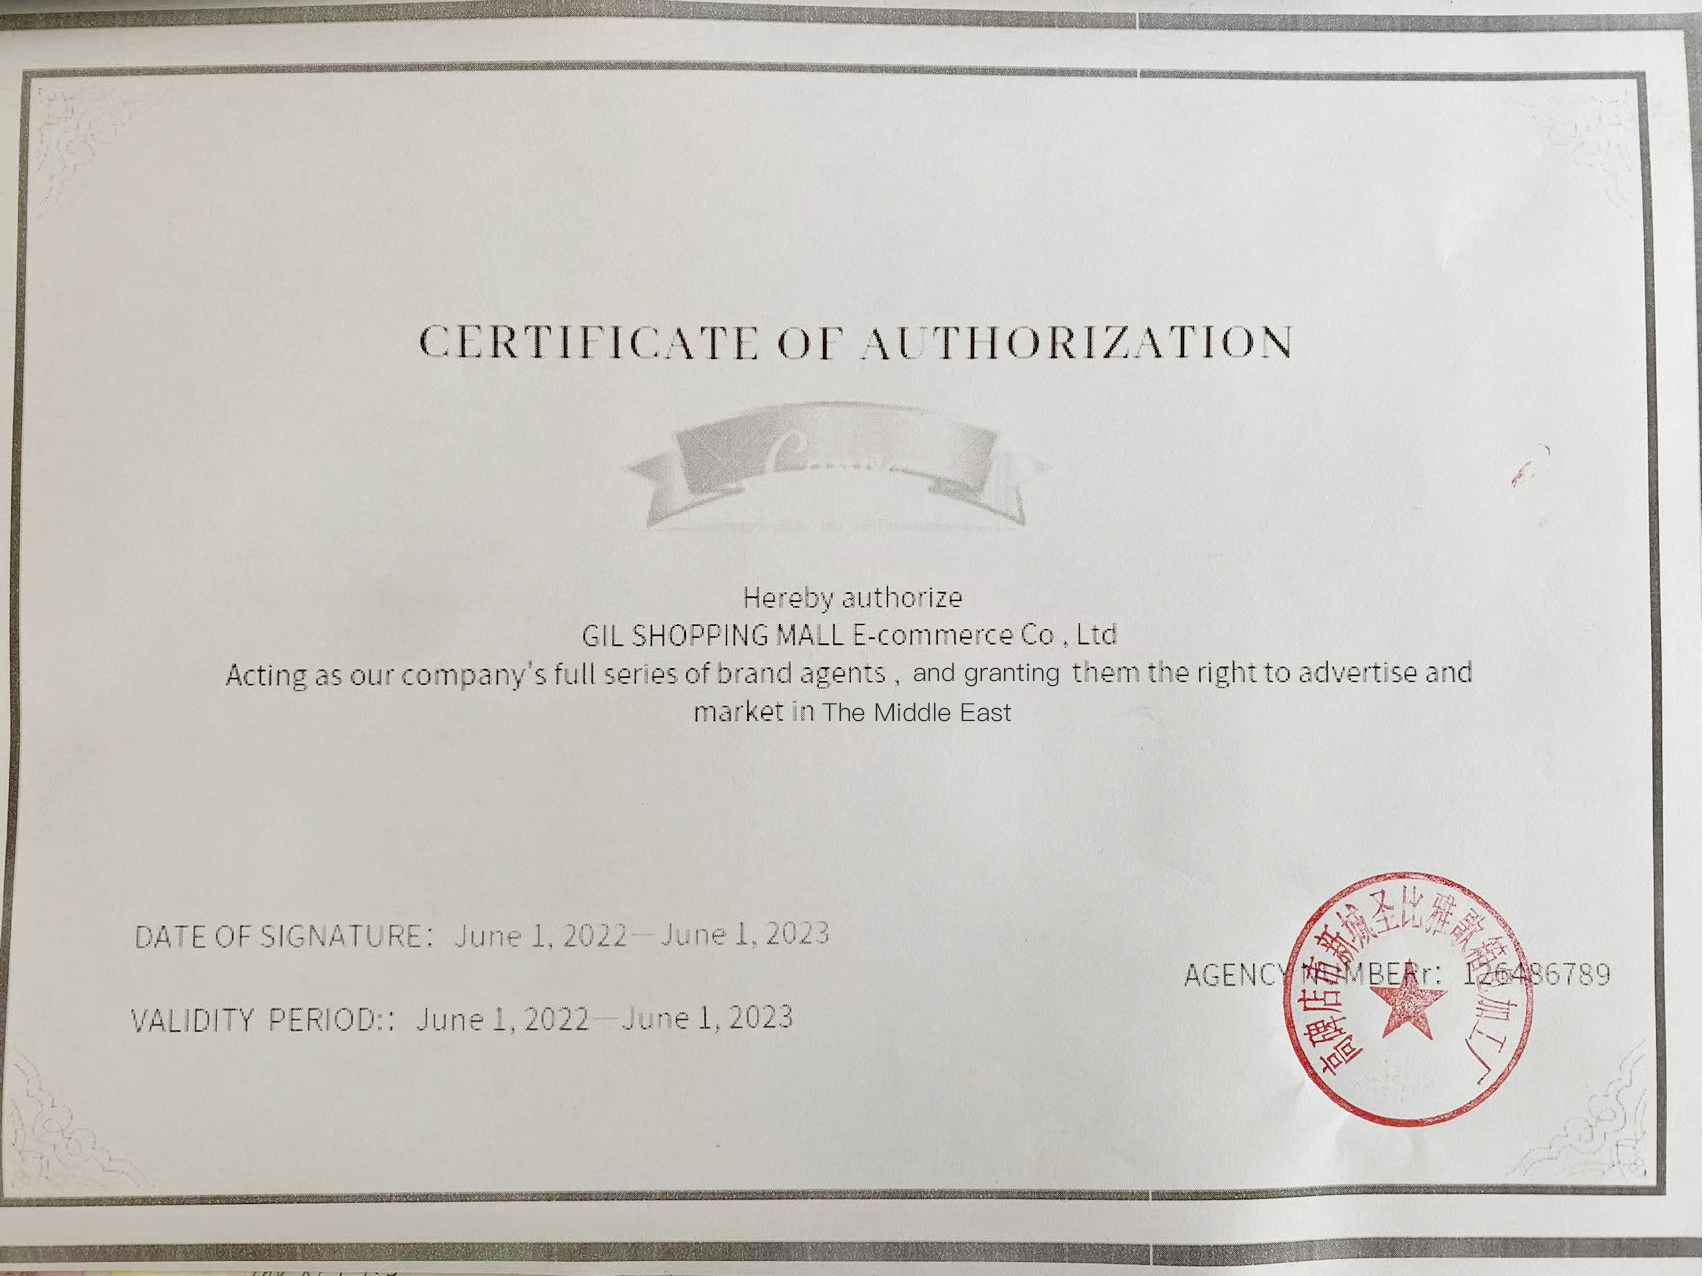 CERTIFICATE OF AUTHORIZATION
Hereby authorize
GIL SHOPPING MALL E-commerce Co , Ltd
Acting as our company's full series of brand agents , and granting them the right to advertise and
market in The Middle East
DATE OF SIGNATURE: June 1, 2022—June 1, 2023
AGENCY NUMBERr: 126486789
VALIDITY PERIOD:: June 1, 2022—June 1, 2023
高碑店市新城圣比雅歐箱包加工厂